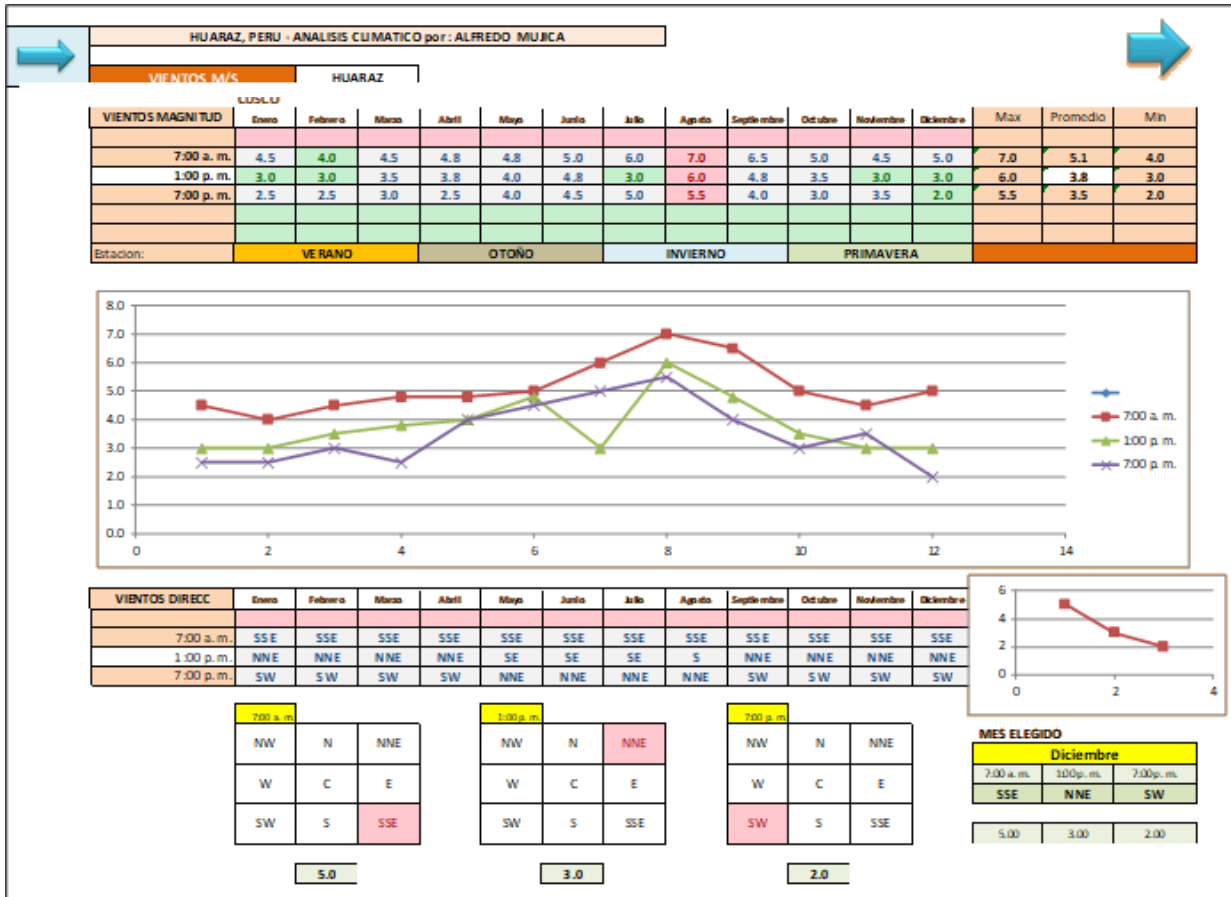 HUARAZ, PERU - ANALISIS CLIMATICO por : ALFREDO MUJICA
VIENTOS M/S HUARAZ
CUSCO
VIENTOS MAGNITUD Enero Febrero Marzo Abril Mayo Junio Julio Agosto Septiembre Octubre Noviembre Diciembre Max Promedio Min
7:00 a. m. 4.5 4.0 4.5 4.8 4.8 5.0 6.0 7.0 6.5 5.0 4.5 5.0 7.0 5.1 4.0
1:00 p. m. 3.0 3.0 3.5 3.8 4.0 4.8 3.0 6.0 4.8 3.5 3.0 3.0 6.0 3.8 3.0
7:00 p. m. 2.5 2.5 3.0 2.5 4.0 4.5 5.0 5.5 4.0 3.0 3.5 2.0 5.5 3.5 2.0
Estacion: VERANO OTOÑO INVIERNO PRIMAVERA
8.0
7.0
6.0
5.0
4.0
3.0
2.0
1.0
0.0
0 2 4 6 8 10 12 14
7:00 a. m.
1:00 p. m.
7:00 p. m.
VIENTOS DIRECC Enero Febrero Marzo Abril Mayo Junio Julio Agosto Septiembre Octubre Noviembre Diciembre
7:00 a. m. SSE SSE SSE SSE SSE SSE SSE SSE SSE SSE SSE SSE
1:00 p. m. NNE NNE NNE NNE SE SE SE S NNE NNE NNE NNE
7:00 p. m. SW SW SW SW NNE NNE NNE NNE SW SW SW SW
6
4
2
0
0 2 4
7:00 a. m. 1:00 p. m. 7:00 p. m.
NW N NNE NW N NNE NW N NNE
W C E W C E W C E
SW S SSE SW S SSE SW S SSE
5.0 3.0 2.0
MES ELEGIDO
Diciembre
7:00 a. m. 1:00 p. m. 7:00 p. m.
SSE NNE SW
5.00 3.00 2.00